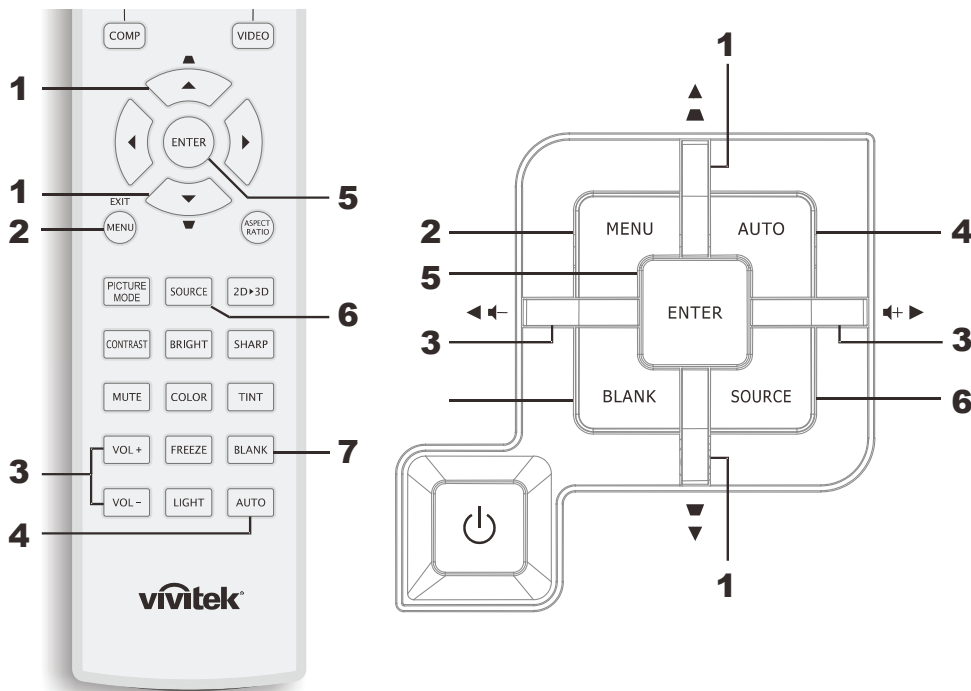 COMP VIDEO
1
ENTER
1 5
EXIT
2 MENU ASPECT
RATIO
PICTURE
MODE SOURCE 2D▸3D
6
CONTRAST BRIGHT SHARP
MUTE COLOR TINT
VOL + FREEZE BLANK 7
3
VOL − LIGHT AUTO
4
vivitek
1
1
2 MENU AUTO 4
5
ENTER
3 3
BLANK SOURCE 6
1